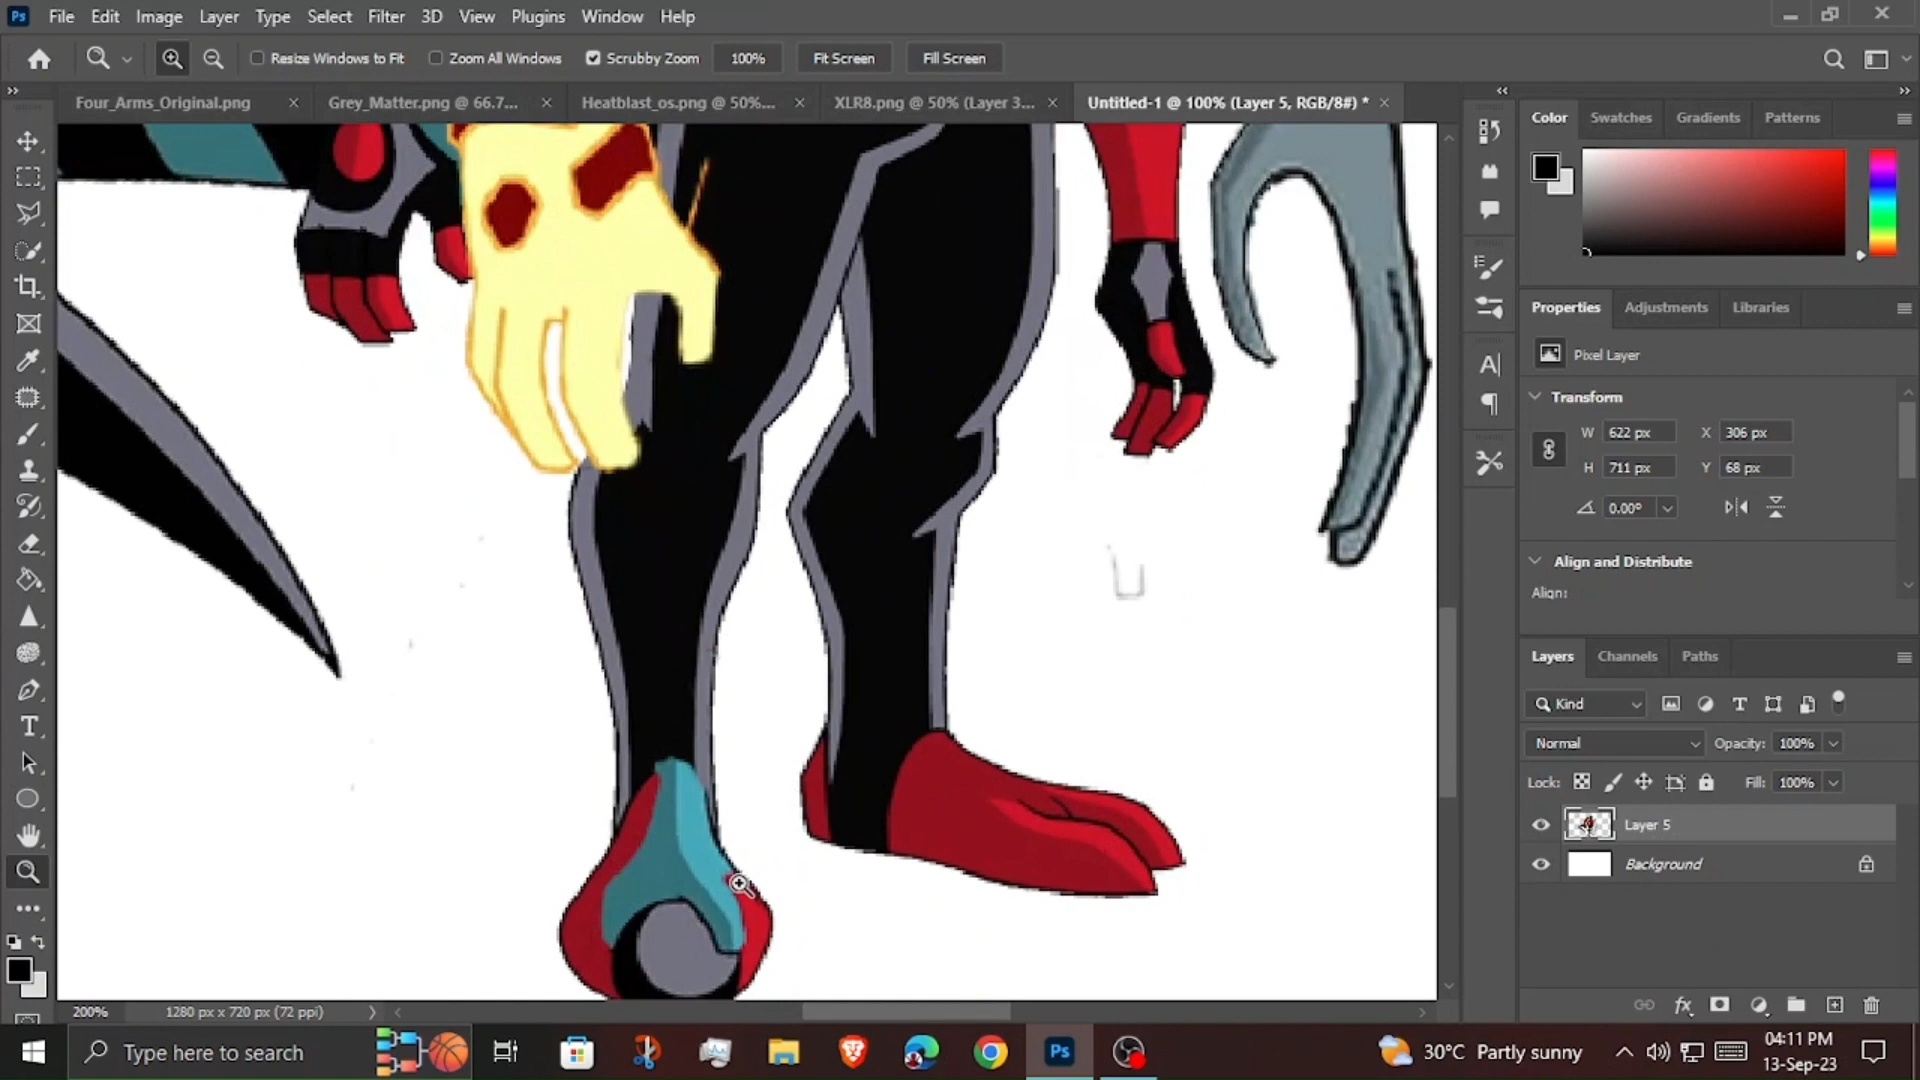 Ps File Edit Image Layer Type Select Filter 3D View Plugins Window Help
Resize Windows to Fit Zoom All Windows Scrubby Zoom 100% Fit Screen Fill Screen
Four_Arms_Original.png × Grey_Matter.png @ 66.7... × Heatblast_os.png @ 50%... × XLR8.png @ 50% (Layer 3... × Untitled-1 @ 100% (Layer 5, RGB/8#) * ×
Color Swatches Gradients Patterns
Properties Adjustments Libraries
Pixel Layer
Transform
W 622 px X 306 px
H 711 px Y 68 px
0.00°
Align and Distribute
Align:
Layers Channels Paths
Kind
Normal Opacity: 100%
Lock: Fill: 100%
Layer 5
Background
200% 1280 px x 720 px (72 ppi)
Type here to search
Ps
30°C Partly sunny
04:11 PM
13-Sep-23